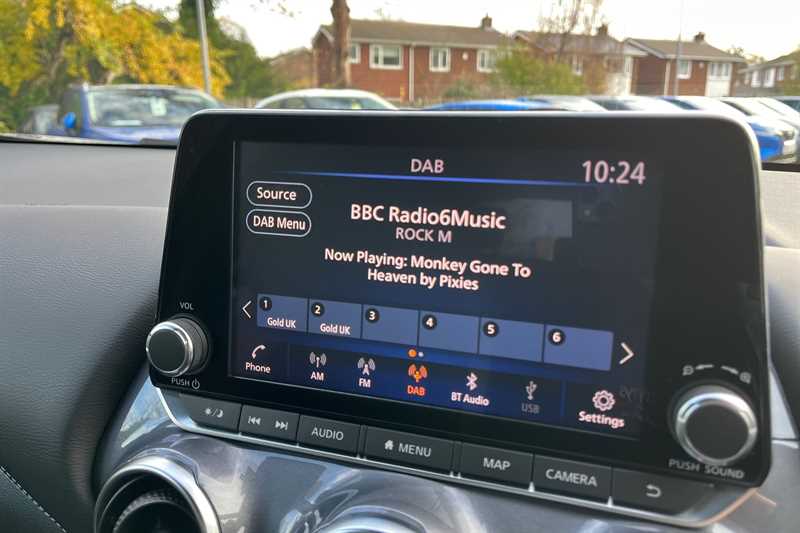 DAB
10:24
Source
DAB Menu
BBC Radio6Music
ROCK M
Now Playing: Monkey Gone To
Heaven by Pixies
1 2 3 4 5 6
Gold UK Gold UK
Phone AM FM DAB BT Audio USB Settings
VOL
PUSH
AUDIO MENU MAP CAMERA
PUSH SOUND